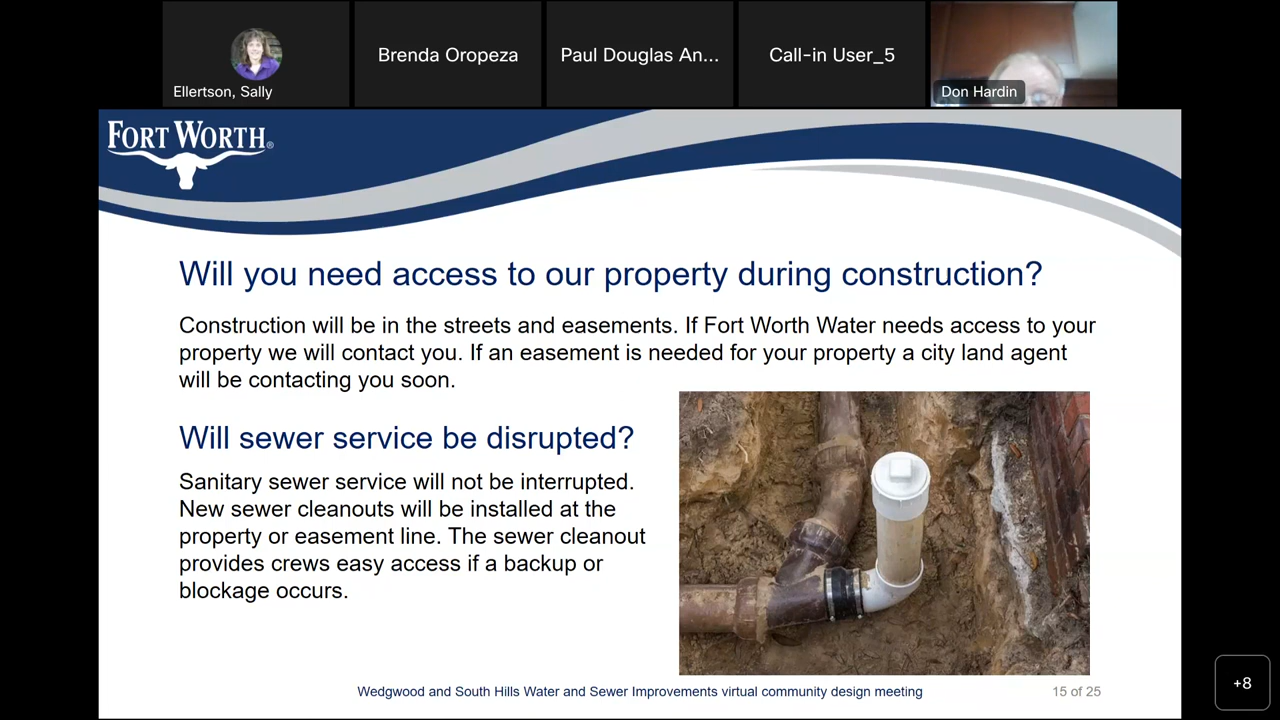 Ellertson, Sally
Brenda Oropeza
Paul Douglas An...
Call-in User_5
Don Hardin
FORT WORTH®
Will you need access to our property during construction?
Construction will be in the streets and easements. If Fort Worth Water needs access to your
property we will contact you. If an easement is needed for your property a city land agent
will be contacting you soon.
Will sewer service be disrupted?
Sanitary sewer service will not be interrupted.
New sewer cleanouts will be installed at the
property or easement line. The sewer cleanout
provides crews easy access if a backup or
blockage occurs.
Wedgwood and South Hills Water and Sewer Improvements virtual community design meeting
15 of 25
+8